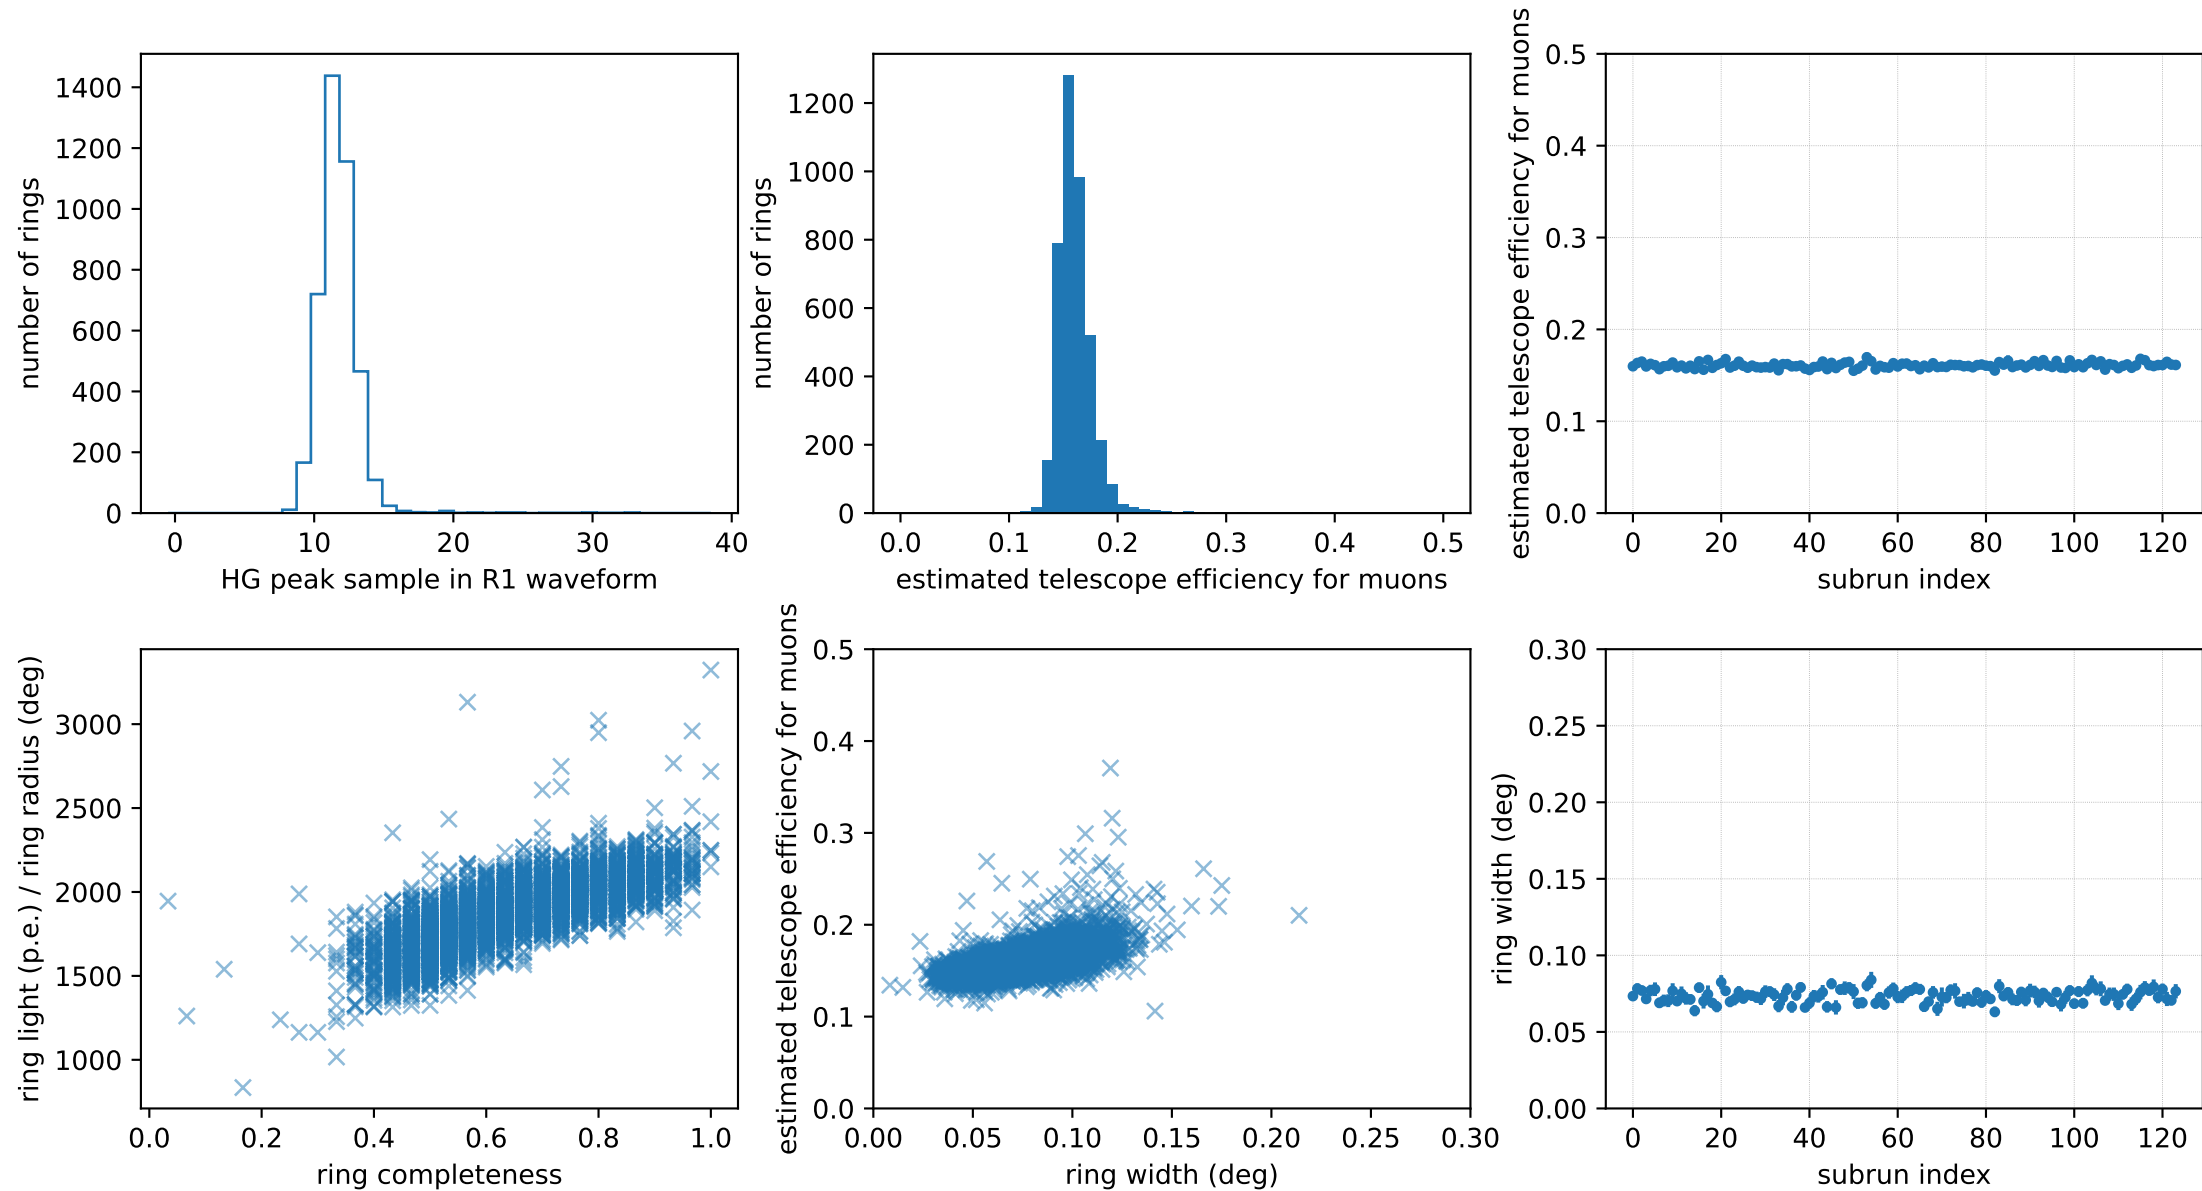 number of rings
1400
1200
1000
800
600
400
200
0
0 10 20 30 40
HG peak sample in R1 waveform
number of rings
1200
1000
800
600
400
200
0
0.0 0.1 0.2 0.3 0.4 0.5
estimated telescope efficiency for muons
estimated telescope efficiency for muons
0.5
0.4
0.3
0.2
0.1
0.0
0 20 40 60 80 100 120
subrun index
ring light (p.e.) / ring radius (deg)
3000
2500
2000
1500
1000
0.0 0.2 0.4 0.6 0.8 1.0
ring completeness
estimated telescope efficiency for muons
0.5
0.4
0.3
0.2
0.1
0.0
0.00 0.05 0.10 0.15 0.20 0.25 0.30
ring width (deg)
ring width (deg)
0.30
0.25
0.20
0.15
0.10
0.05
0.00
0 20 40 60 80 100 120
subrun index